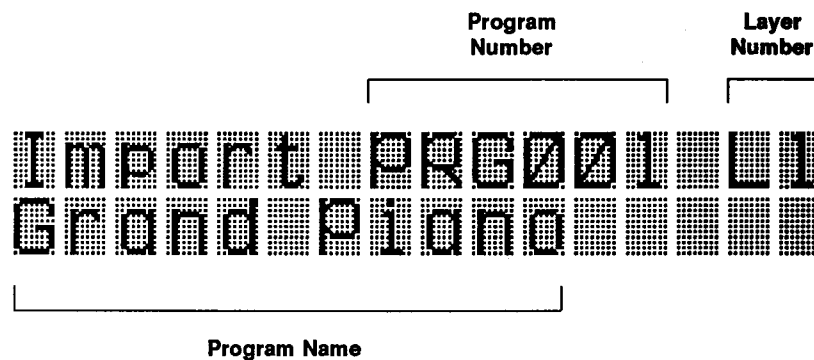 Program Number
Layer Number
Import PRG001 L1
Grand Piano
Program Name